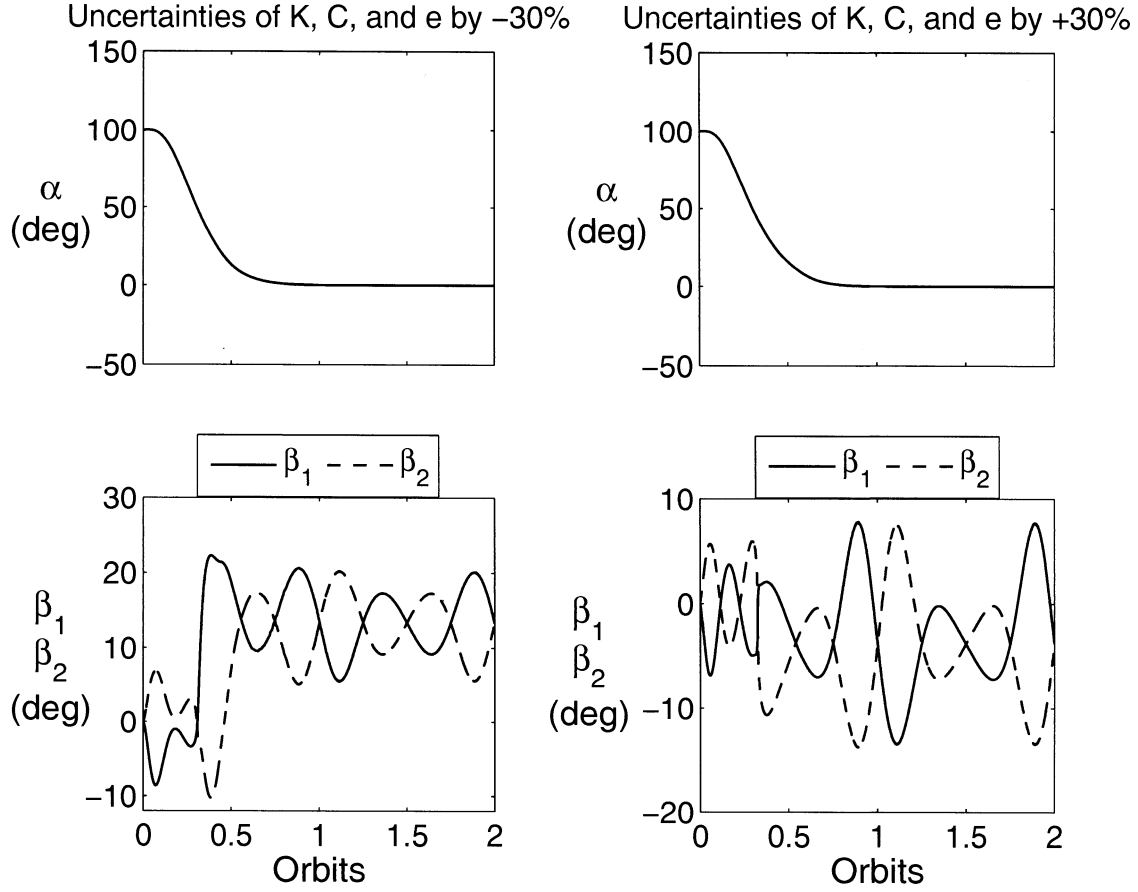 Uncertainties of K, C, and e by −30%
Uncertainties of K, C, and e by +30%
150
100
50
0
−50
α
(deg)
150
100
50
0
−50
α
(deg)
β1 β2
30
20
10
0
−10
β1
β2
(deg)
0 0.5 1 1.5 2
Orbits
β1 β2
10
0
−10
−20
β1
β2
(deg)
0 0.5 1 1.5 2
Orbits